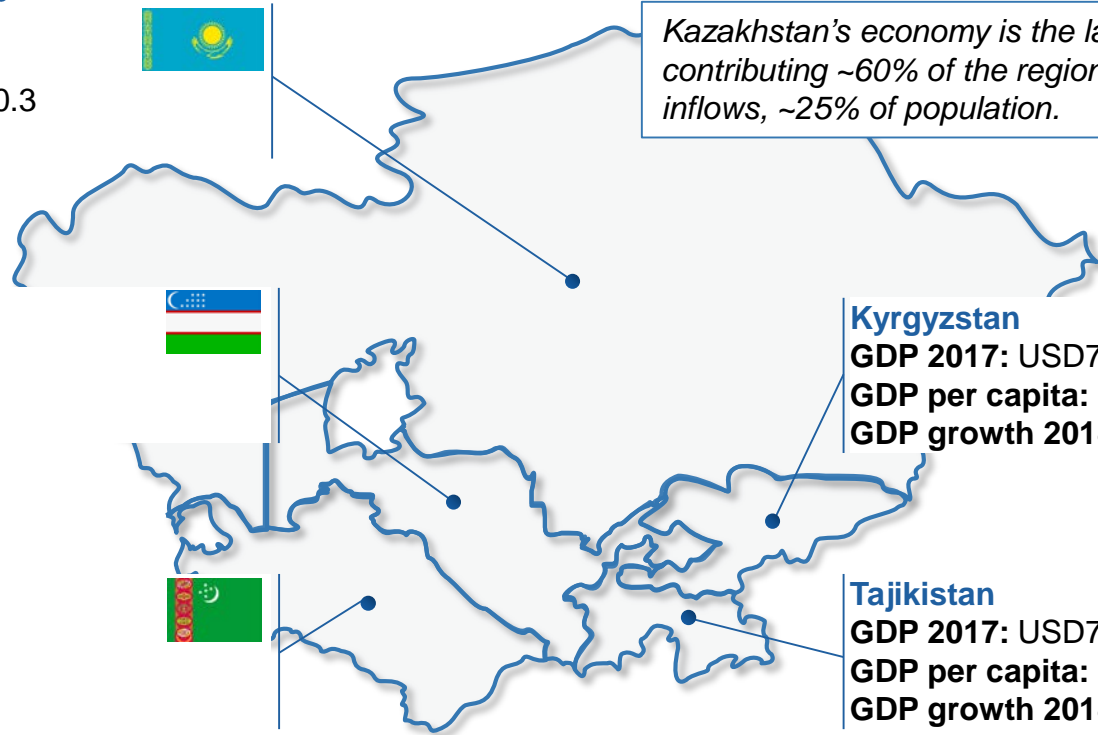 Kazakhstan's economy is the la
contributing ~60% of the region
inflows, ~25% of population.
0.3
Kyrgyzstan
GDP 2017: USD7
GDP per capita:
GDP growth 201
Tajikistan
GDP 2017: USD7
GDP per capita:
GDP growth 201